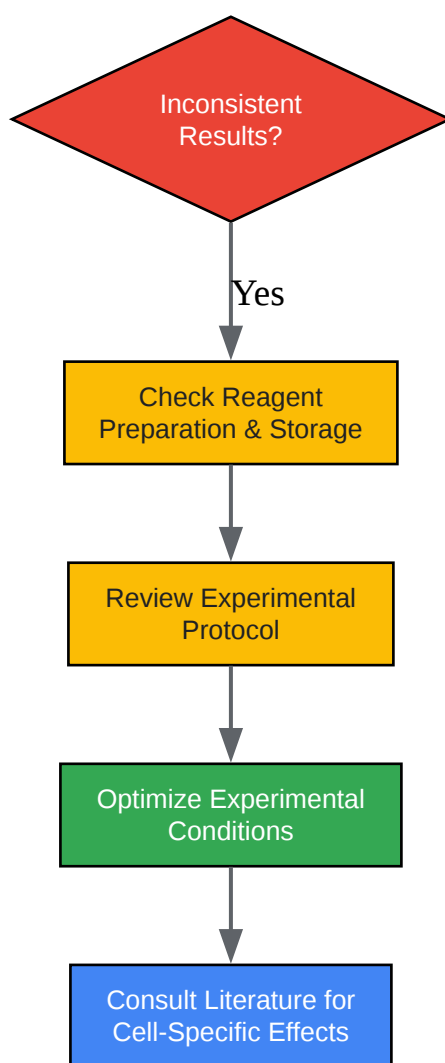 Inconsistent
Results?
Yes
Check Reagent
Preparation & Storage
Review Experimental
Protocol
Optimize Experimental
Conditions
Consult Literature for
Cell-Specific Effects